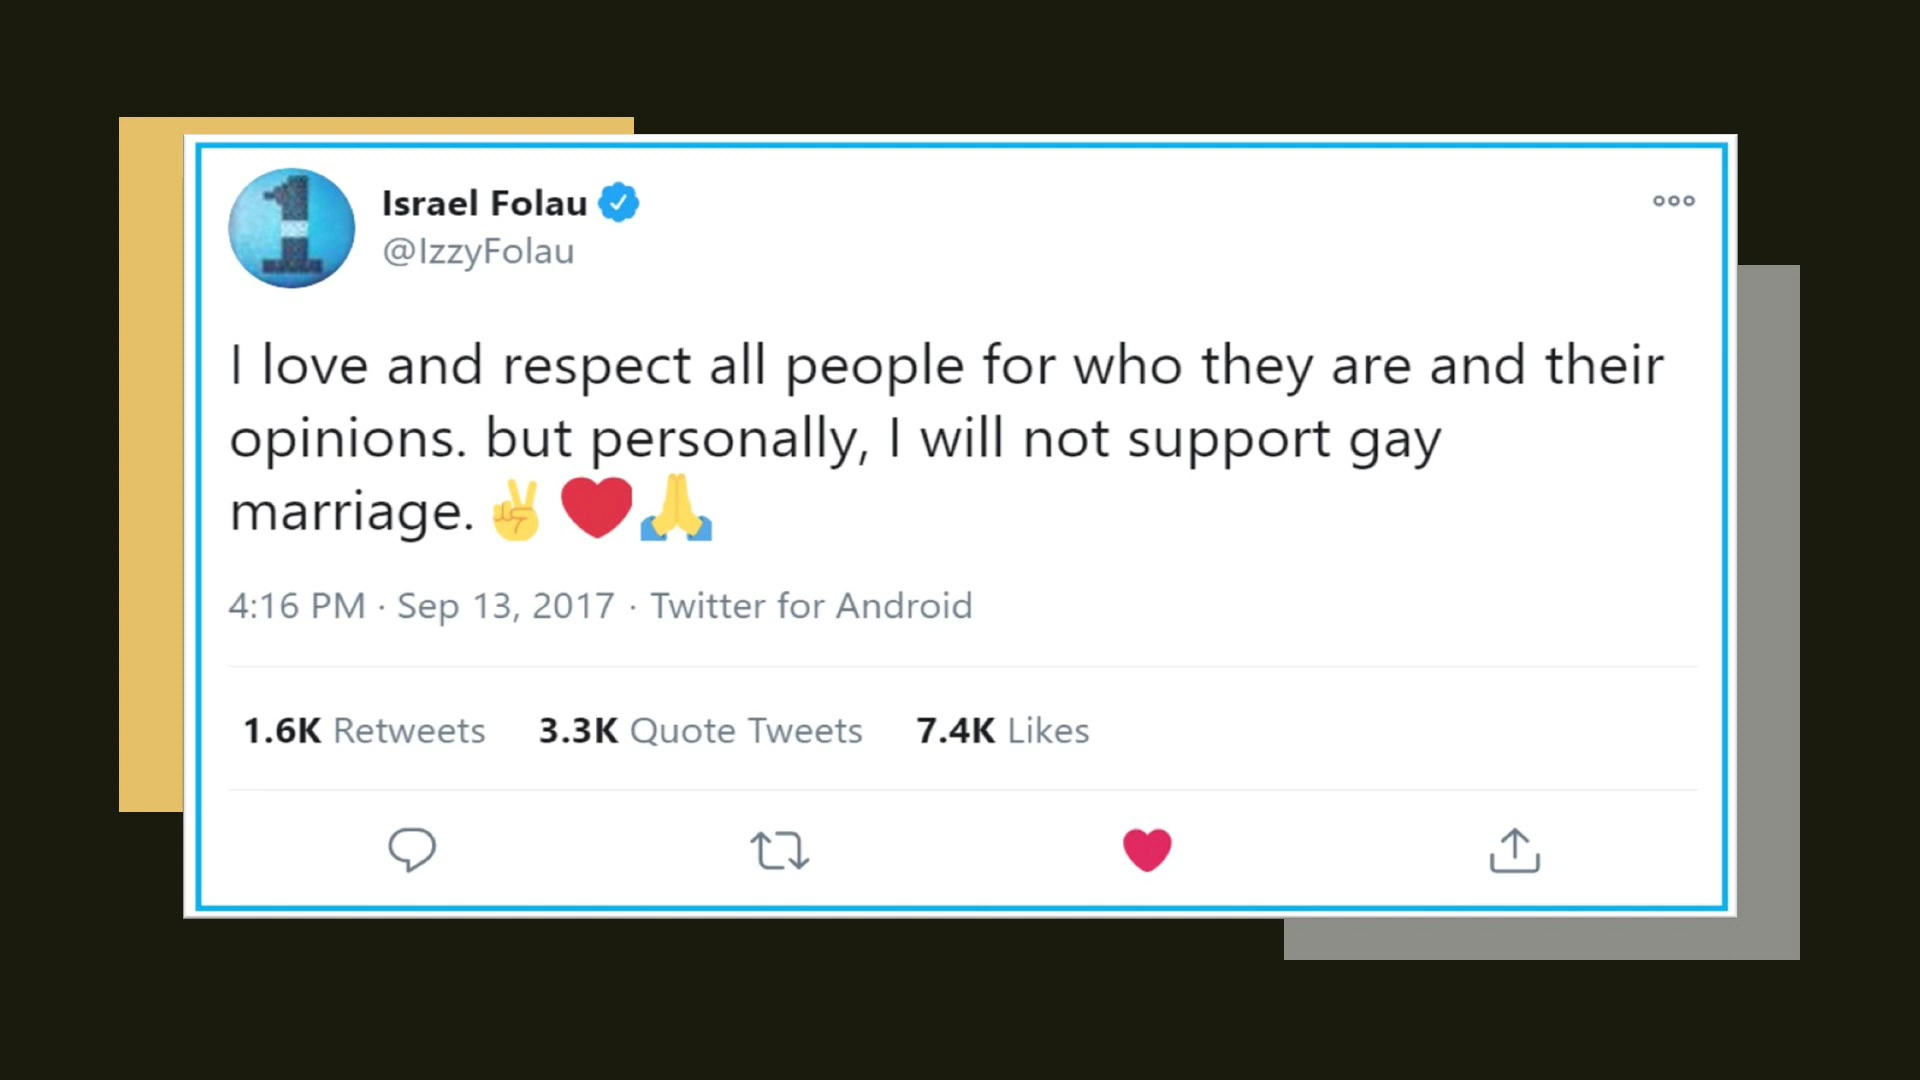 Israel Folau
@IzzyFolau
I love and respect all people for who they are and their
opinions. but personally, I will not support gay
marriage. ✌️❤️🙏
4:16 PM · Sep 13, 2017 · Twitter for Android
1.6K Retweets 3.3K Quote Tweets 7.4K Likes